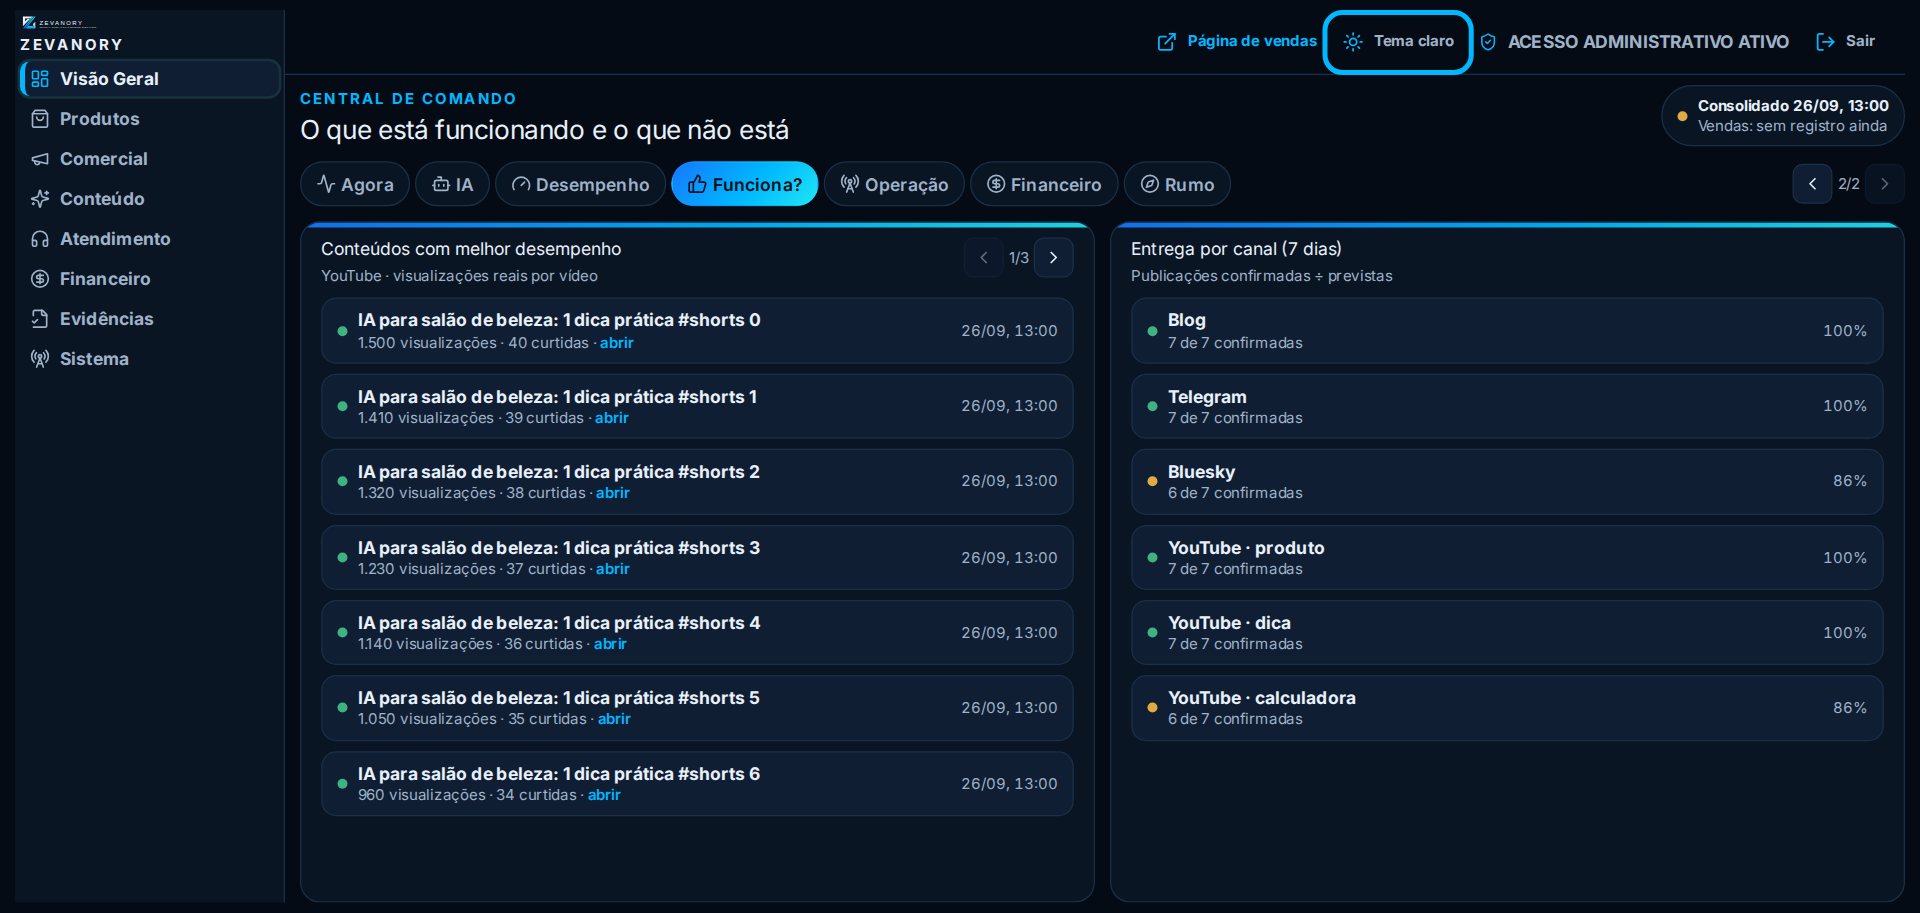 ZEVANORY
ZEVANORY
Visão Geral
Produtos
Comercial
Conteúdo
Atendimento
Financeiro
Evidências
Sistema
Página de vendas
Tema claro
ACESSO ADMINISTRATIVO ATIVO
Sair
CENTRAL DE COMANDO
O que está funcionando e o que não está
Consolidado 26/09, 13:00
Vendas: sem registro ainda
Agora
IA
Desempenho
Funciona?
Operação
Financeiro
Rumo
2/2
Conteúdos com melhor desempenho
YouTube · visualizações reais por vídeo
1/3
IA para salão de beleza: 1 dica prática #shorts 0
1.500 visualizações · 40 curtidas · abrir
26/09, 13:00
IA para salão de beleza: 1 dica prática #shorts 1
1.410 visualizações · 39 curtidas · abrir
26/09, 13:00
IA para salão de beleza: 1 dica prática #shorts 2
1.320 visualizações · 38 curtidas · abrir
26/09, 13:00
IA para salão de beleza: 1 dica prática #shorts 3
1.230 visualizações · 37 curtidas · abrir
26/09, 13:00
IA para salão de beleza: 1 dica prática #shorts 4
1.140 visualizações · 36 curtidas · abrir
26/09, 13:00
IA para salão de beleza: 1 dica prática #shorts 5
1.050 visualizações · 35 curtidas · abrir
26/09, 13:00
IA para salão de beleza: 1 dica prática #shorts 6
960 visualizações · 34 curtidas · abrir
26/09, 13:00
Entrega por canal (7 dias)
Publicações confirmadas ÷ previstas
Blog
7 de 7 confirmadas
100%
Telegram
7 de 7 confirmadas
100%
Bluesky
6 de 7 confirmadas
86%
YouTube · produto
7 de 7 confirmadas
100%
YouTube · dica
7 de 7 confirmadas
100%
YouTube · calculadora
6 de 7 confirmadas
86%